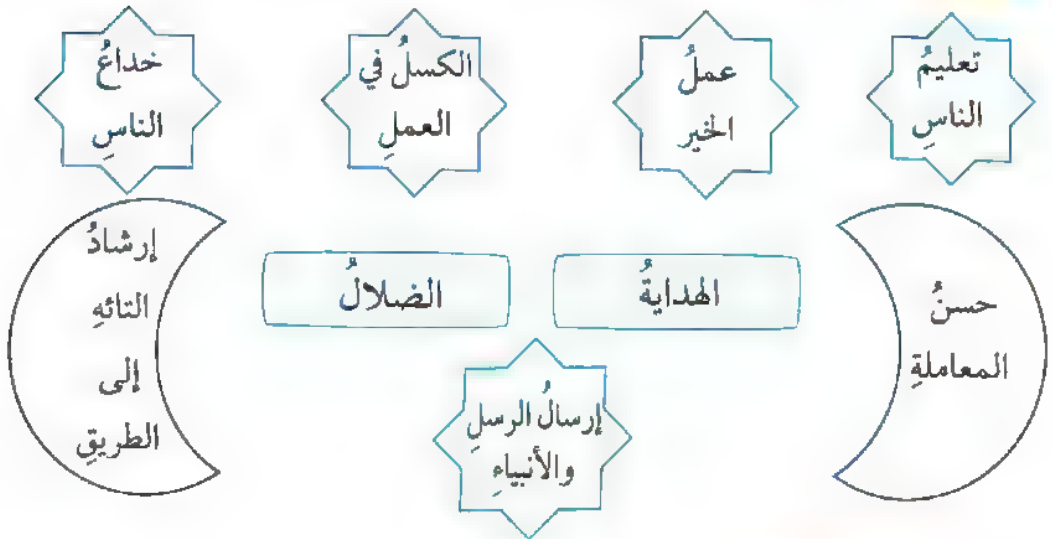 تعليمُ
الناسِ
عملُ
الخير
الكسلُ في
العملِ
خداعُ
الناسِ
حسنُ
المعاملةِ
الهدايةُ
الضلالُ
إرشادُ
التائهِ
إلى
الطريقِ
إرسالُ الرسلِ
والأنبياءِ